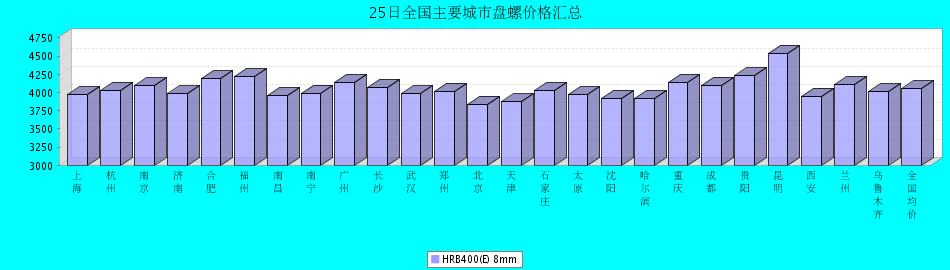 25日全国主要城市盘螺价格汇总
4750
4500
4250
4000
3750
3500
3250
3000
上海
杭州
南京
济南
合肥
福州
南昌
南宁
广州
长沙
武汉
郑州
北京
天津
石家庄
太原
沈阳
哈尔滨
重庆
成都
贵阳
昆明
西安
兰州
乌鲁木齐
全国均价
HRB400(E) 8mm